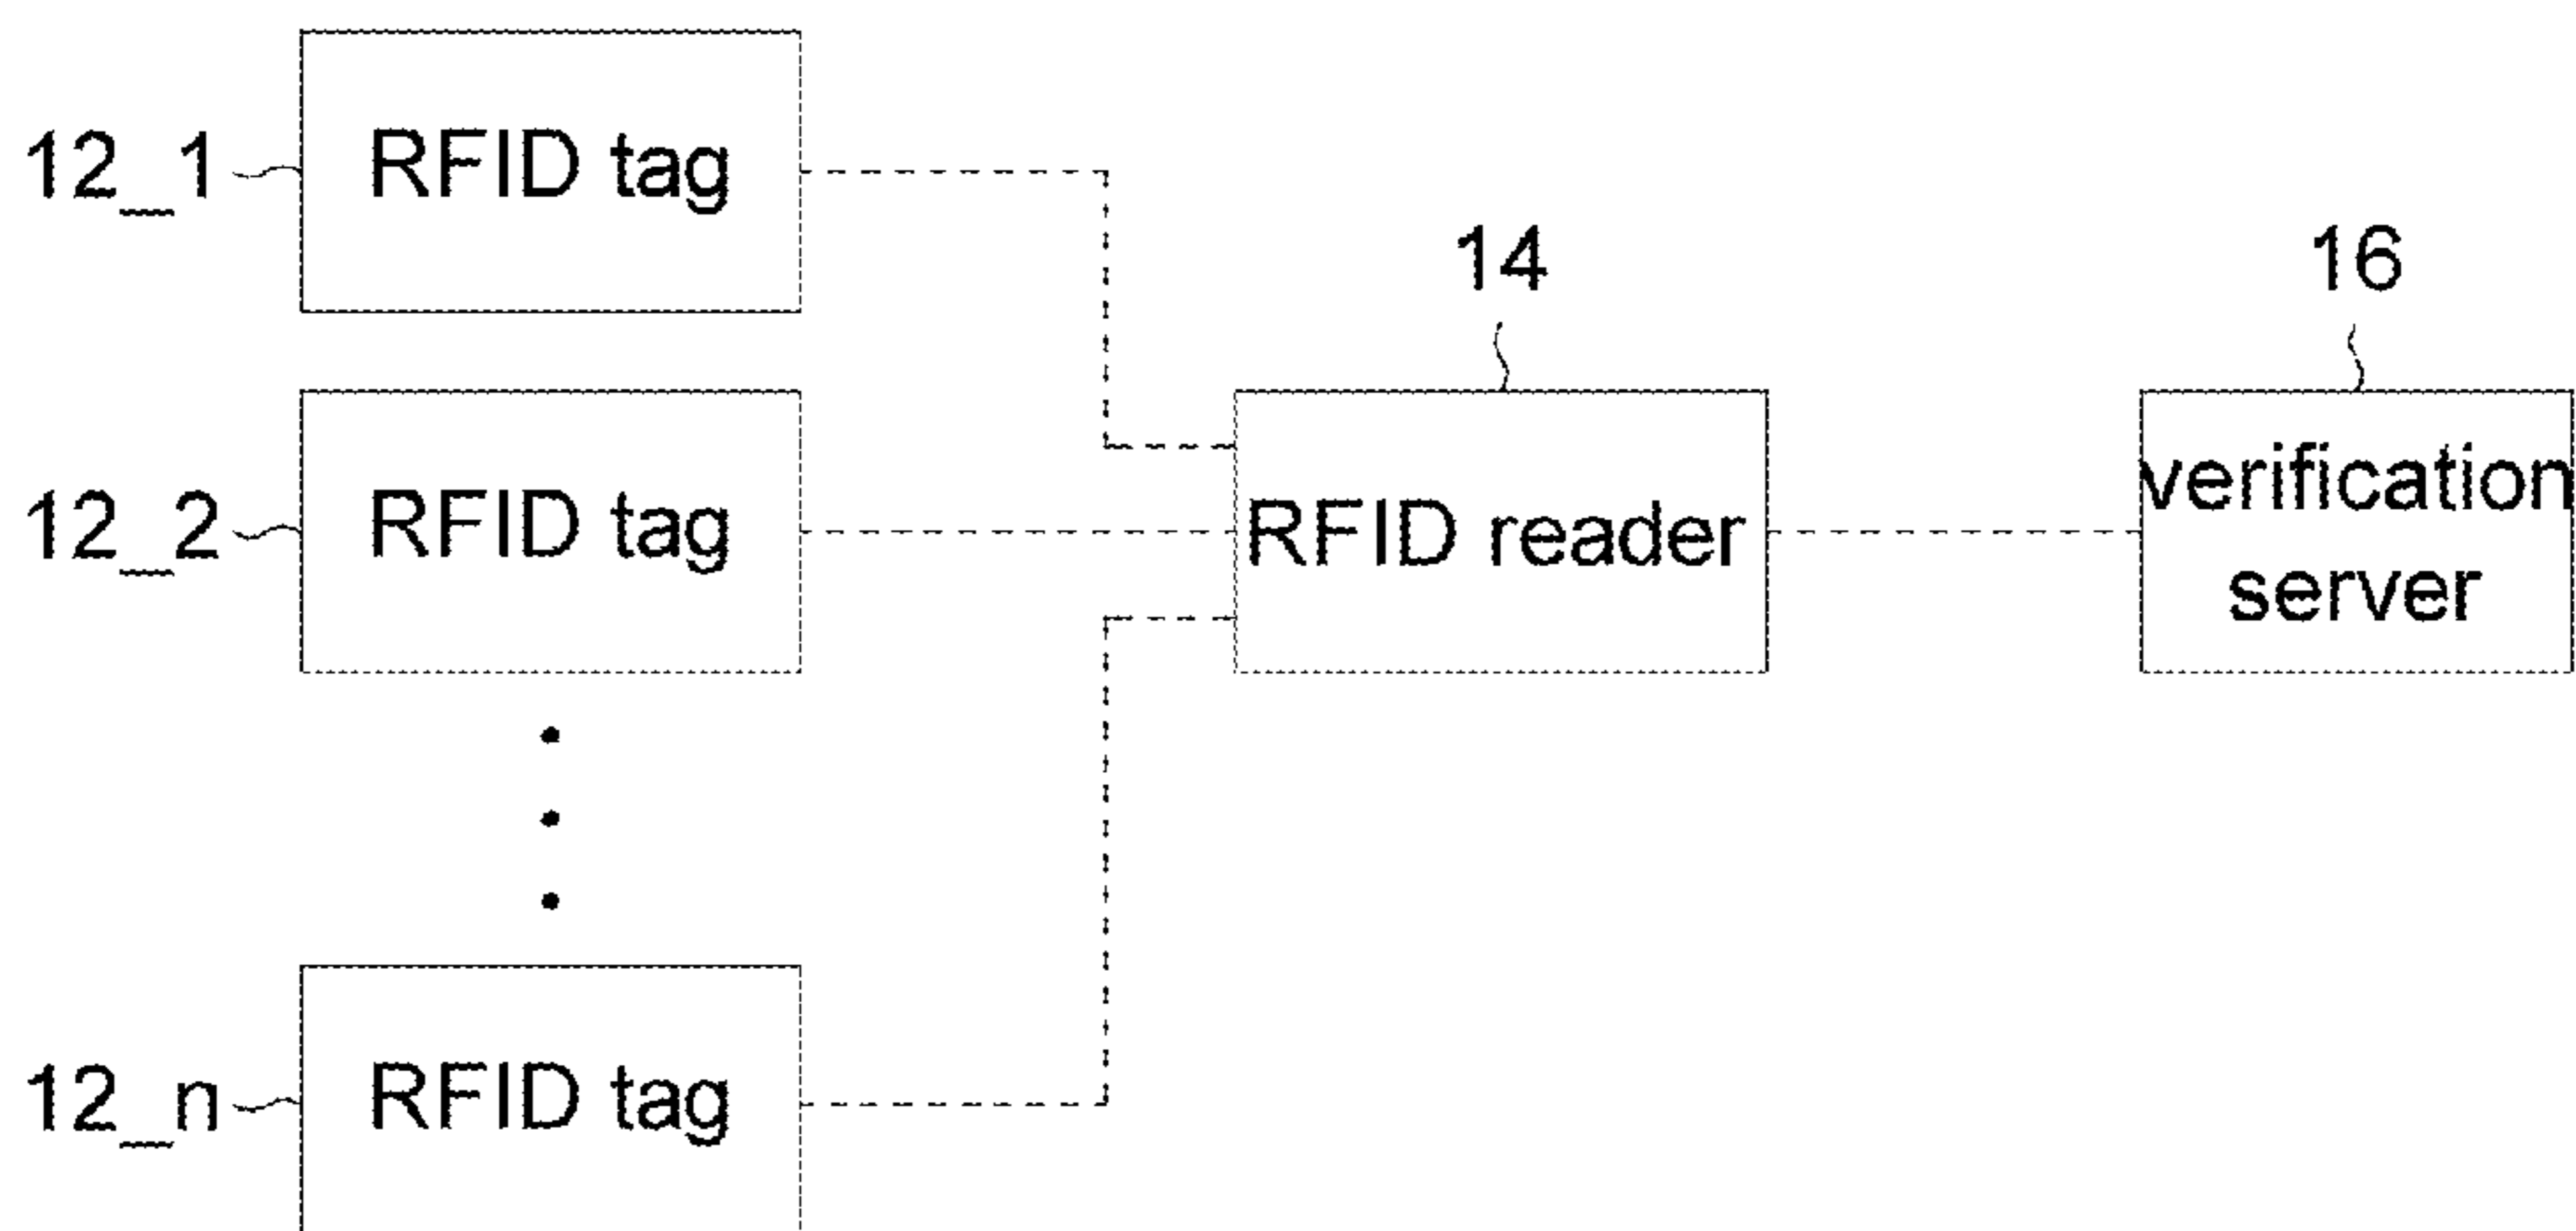 12_1 RFID tag
14
16
12_2 RFID tag
RFID reader
verification
server
12_n RFID tag